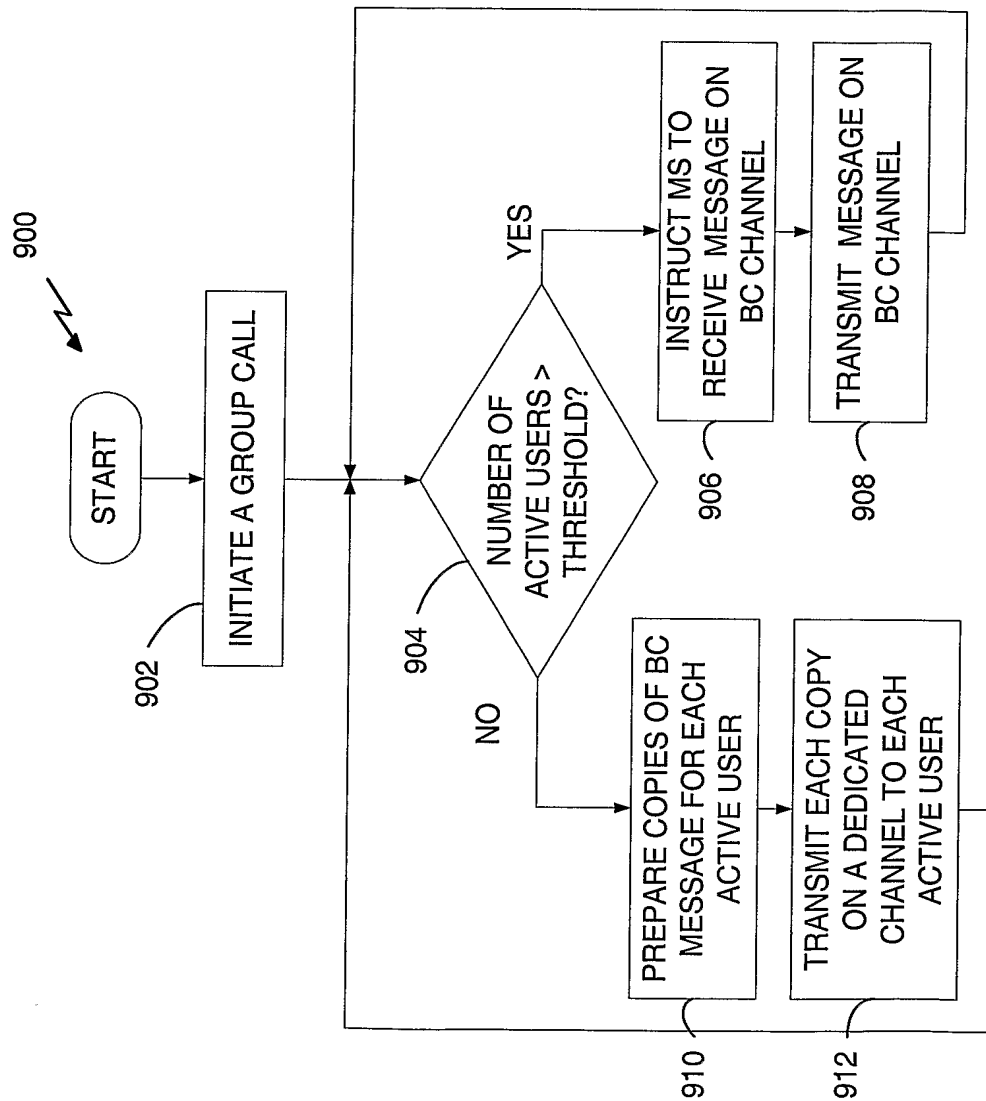 900
START
902
INITIATE A GROUP CALL
904
NUMBER OF
ACTIVE USERS >
THRESHOLD?
YES
906
INSTRUCT MS TO
RECEIVE MESSAGE ON
BC CHANNEL
908
TRANSMIT MESSAGE ON
BC CHANNEL
NO
910
PREPARE COPIES OF BC
MESSAGE FOR EACH
ACTIVE USER
912
TRANSMIT EACH COPY
ON A DEDICATED
CHANNEL TO EACH
ACTIVE USER